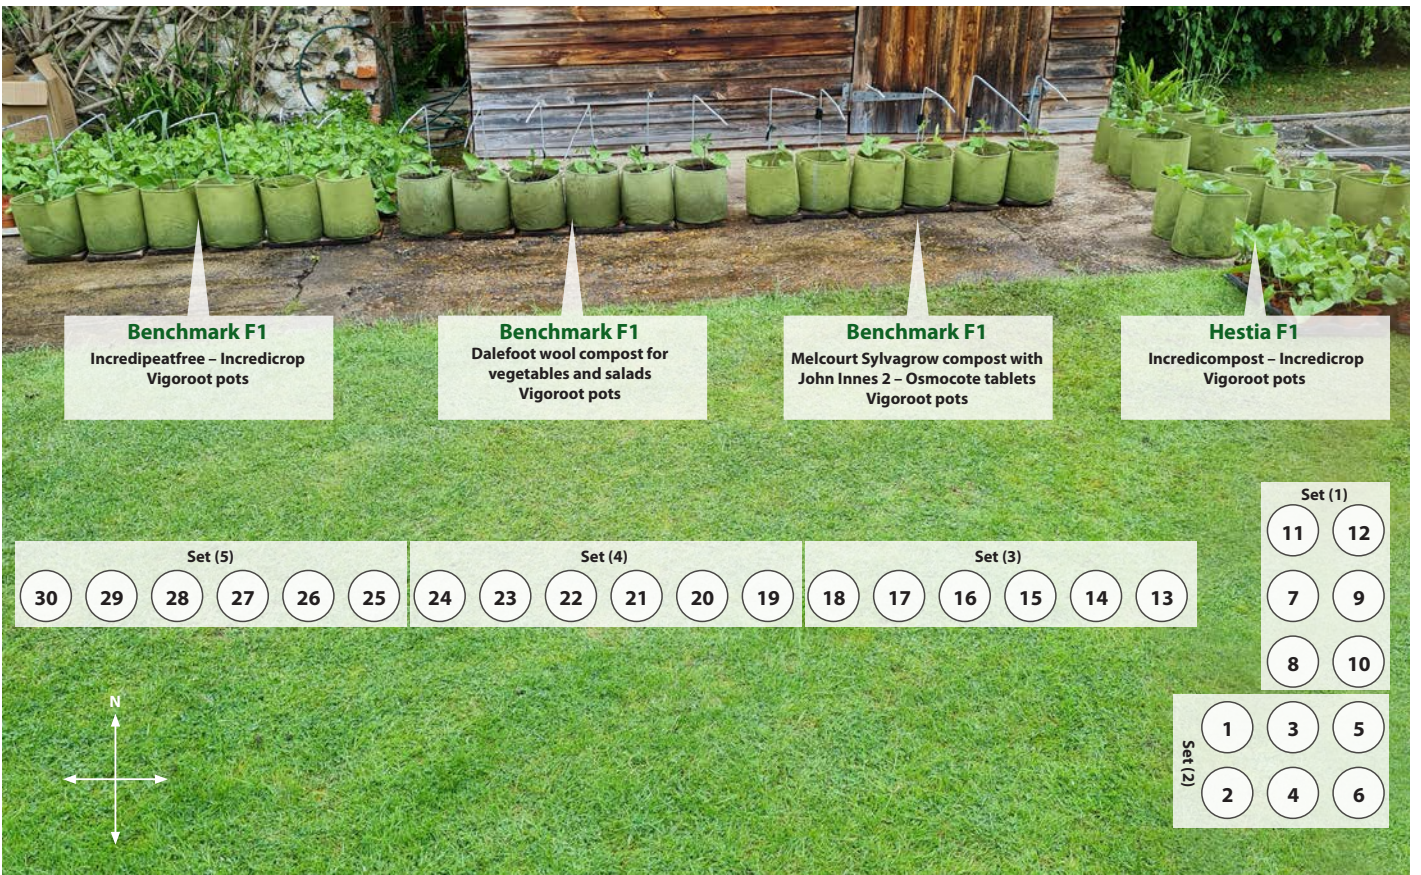 Benchmark F1
Incredipeatfree – Incredicrop
Vigoroot pots
Benchmark F1
Dalefoot wool compost for
vegetables and salads
Vigoroot pots
Benchmark F1
Melcourt Sylvagrow compost with
John Innes 2 – Osmocote tablets
Vigoroot pots
Hestia F1
Incredicompost – Incredicrop
Vigoroot pots
Set (1)
11 12
7 9
8 10
Set (5)
30 29 28 27 26 25
Set (4)
24 23 22 21 20 19
Set (3)
18 17 16 15 14 13
Set (2)
1 3 5
2 4 6
N